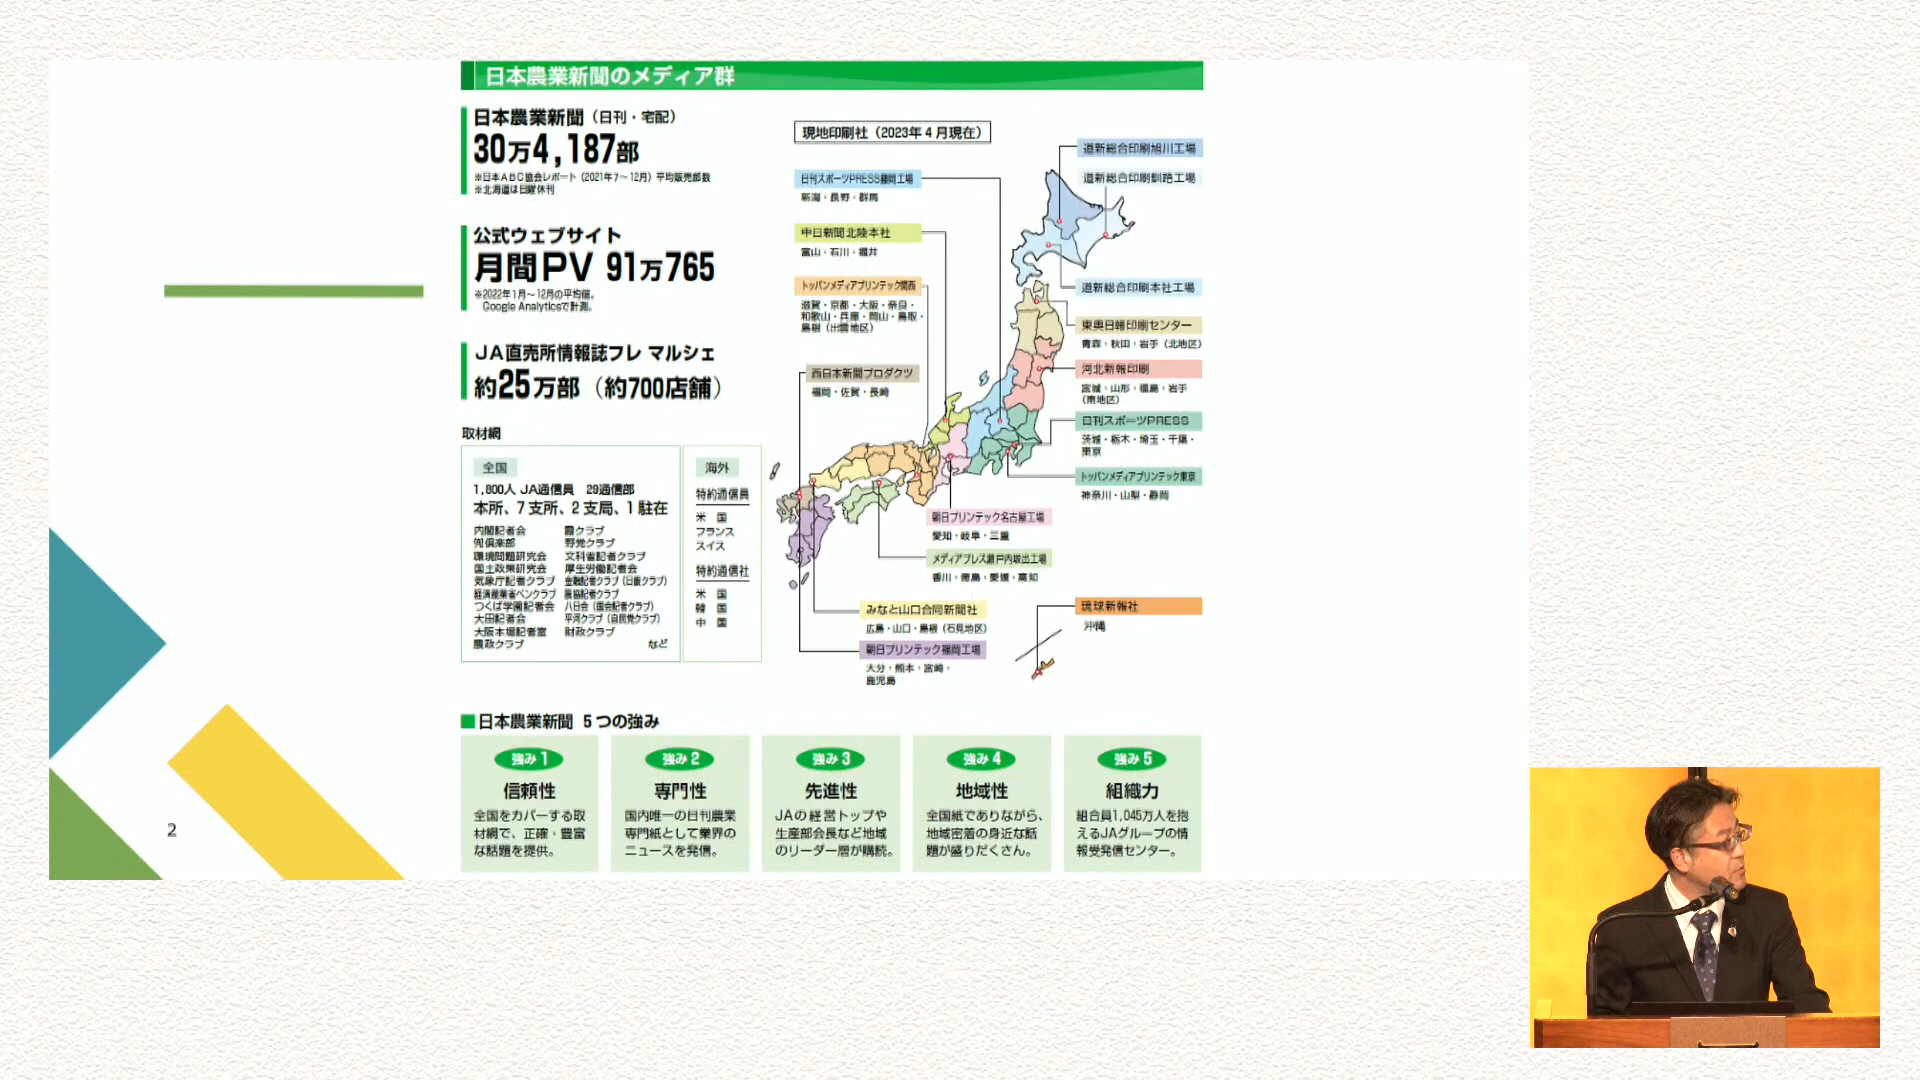 日本農業新聞のメディア群
日本農業新聞（日刊・宅配）
30万4,187部
※日本ABC協会レポート（2021年7～12月）平均販売部数
※北海道は日曜休刊
公式ウェブサイト
月間PV 91万765
※2022年1月～12月の平均値。
Google Analyticsで計測。
JA直売所情報誌フレ マルシェ
約25万部（約700店舗）
取材網
全国
1,800人 JA通信員 29通信部
本所、7支所、2支局、1駐在
内閣記者会 霞クラブ
兜倶楽部 野党クラブ
環境問題研究会 文科省記者クラブ
国土政策研究会 厚生労働記者会
気象庁記者クラブ 金融記者クラブ（日銀クラブ）
経済産業省ペンクラブ 農協記者クラブ
つくば学園記者会 八日会（国会記者クラブ）
大田記者会 平河クラブ（自民党クラブ）
大阪本場記者室 財政クラブ
農政クラブ など
海外
特約通信員
米 国
フランス
スイス
特約通信社
米 国
韓 国
中 国
現地印刷社（2023年4月現在）
日刊スポーツPRESS藤岡工場
新潟・長野・群馬
中日新聞北陸本社
富山・石川・福井
トッパンメディアプリンテック関西
滋賀・京都・大阪・奈良・
和歌山・兵庫・岡山・鳥取・
島根（出雲地区）
西日本新聞プロダクツ
福岡・佐賀・長崎
道新総合印刷旭川工場
道新総合印刷釧路工場
道新総合印刷本社工場
東奥日報印刷センター
青森・秋田・岩手（北地区）
河北新報印刷
宮城・山形・福島・岩手
（南地区）
日刊スポーツPRESS
茨城・栃木・埼玉・千葉・
東京
トッパンメディアプリンテック東京
神奈川・山梨・静岡
朝日プリンテック名古屋工場
愛知・岐阜・三重
メディアプレス瀬戸内坂出工場
香川・徳島・愛媛・高知
みなと山口合同新聞社
広島・山口・島根（石見地区）
朝日プリンテック福岡工場
大分・熊本・宮崎・
鹿児島
琉球新報社
沖縄
日本農業新聞 5つの強み
強み1
信頼性
全国をカバーする取
材網で、正確・豊富
な話題を提供。
強み2
専門性
国内唯一の日刊農業
専門紙として業界の
ニュースを発信。
強み3
先進性
JAの経営トップや
生産部会長など地域
のリーダー層が購読。
強み4
地域性
全国紙でありながら、
地域密着の身近な話
題が盛りだくさん。
強み5
組織力
組合員1,045万人を抱
えるJAグループの情
報受発信センター。
2